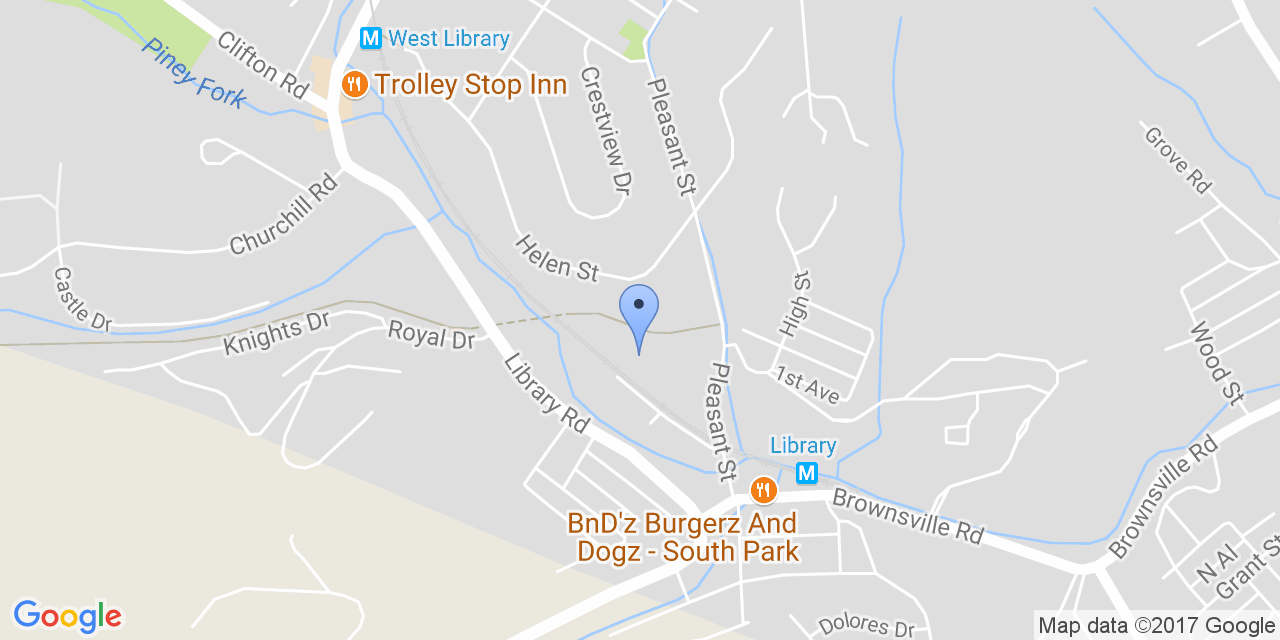 West Library
Clifton Rd
Piney Fork
Trolley Stop Inn
Crestview Dr
Pleasant St
Grove Rd
Churchill Rd
Helen St
Castle Dr
High St
Knights Dr
Royal Dr
Library Rd
Pleasant St
1st Ave
Wood St
Library
Brownsville Rd
Brownsville Rd
BnD'z Burgerz And
Dogz - South Park
N Al
Grant St
Dolores Dr
Google
Map data ©2017 Google